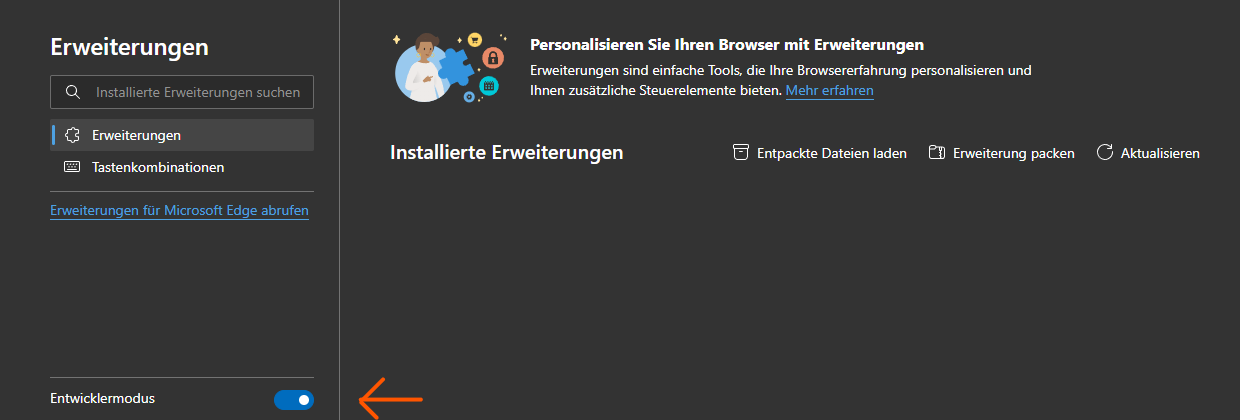 Erweiterungen
Installierte Erweiterungen suchen
Erweiterungen
Tastenkombinationen
Erweiterungen für Microsoft Edge abrufen
Entwicklermodus
Personalisieren Sie Ihren Browser mit Erweiterungen
Erweiterungen sind einfache Tools, die Ihre Browsererfahrung personalisieren und
Ihnen zusätzliche Steuerelemente bieten. Mehr erfahren
Installierte Erweiterungen
Entpackte Dateien laden
Erweiterung packen
Aktualisieren